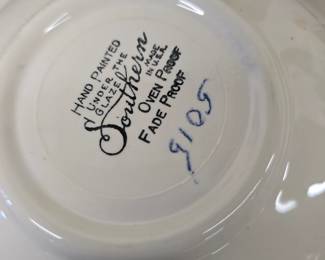 HAND PAINTED
UNDER THE
GLAZE
Southern
MADE
IN U.S.A.
OVEN PROOF
FADE PROOF
9105